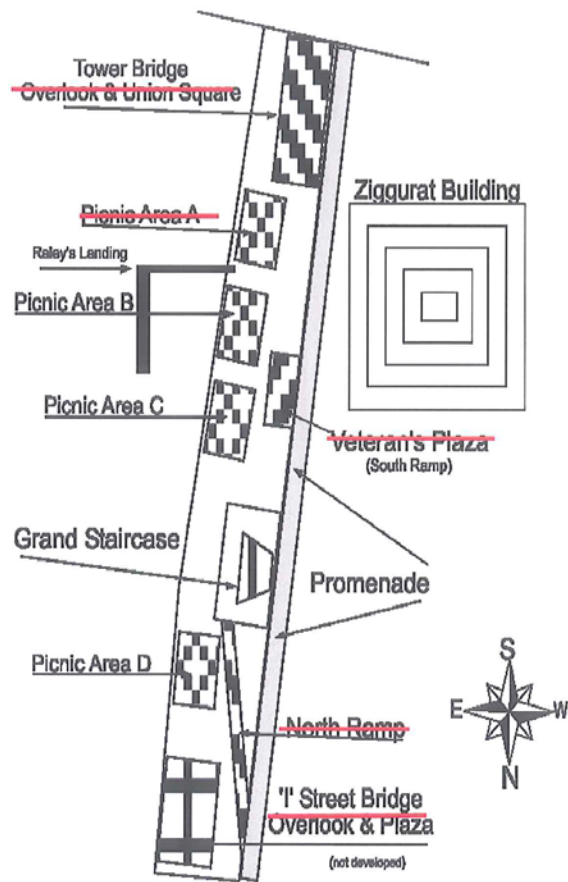 Tower Bridge
Overlook & Union Square
Ziggurat Building
Picnic Area A
Raley's Landing
Picnic Area B
Picnic Area C
Veteran's Plaza
(South Ramp)
Grand Staircase
Promenade
Picnic Area D
S
E
W
N
North Ramp
'I' Street Bridge
Overlook & Plaza
(not developed)